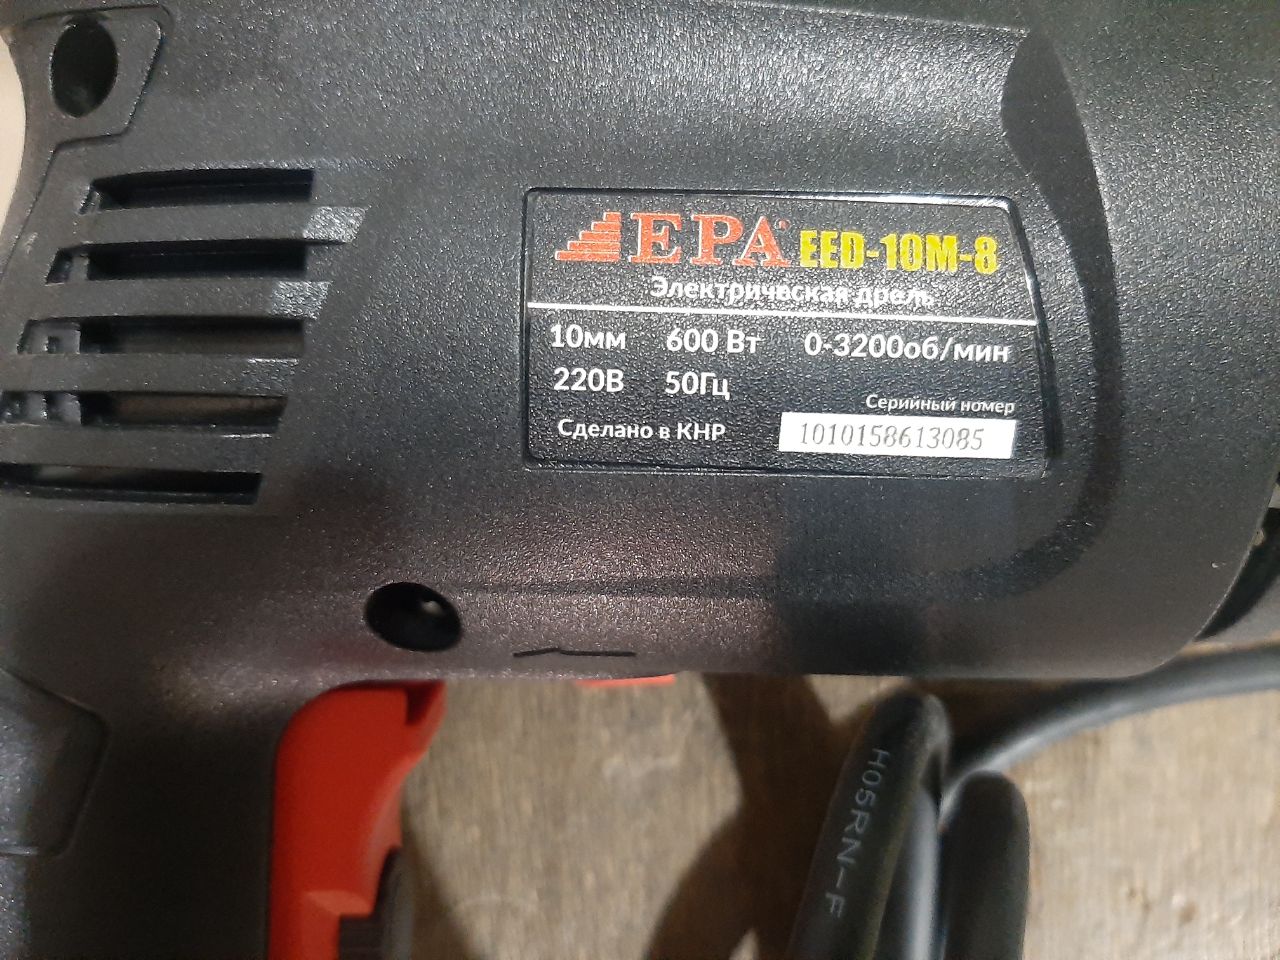 EPA EED-10M-8
Электрическая дрель
10мм 600 Вт 0-3200об/мин
220В 50Гц
Серийный номер
Сделано в КНР 1010158613085
H05RN-F